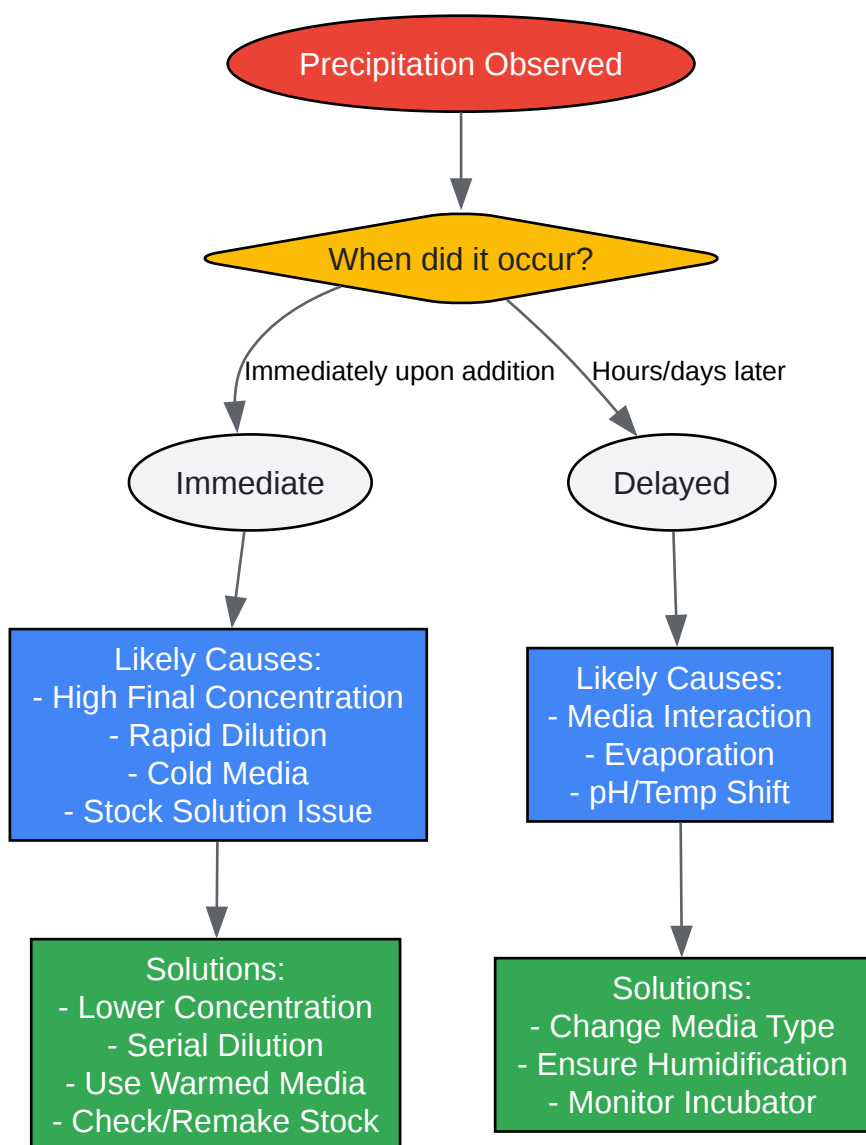 Precipitation Observed
When did it occur?
Immediately upon addition
Hours/days later
Immediate
Delayed
Likely Causes:
- High Final Concentration
- Rapid Dilution
- Cold Media
- Stock Solution Issue
Likely Causes:
- Media Interaction
- Evaporation
- pH/Temp Shift
Solutions:
- Lower Concentration
- Serial Dilution
- Use Warmed Media
- Check/Remake Stock
Solutions:
- Change Media Type
- Ensure Humidification
- Monitor Incubator